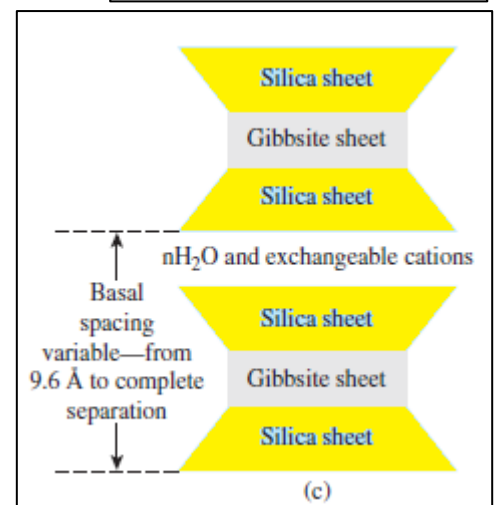 Silica sheet
Gibbsite sheet
Silica sheet
nH₂O and exchangeable cations
Basal
spacing
variable—from
9.6 Å to complete
separation
Silica sheet
Gibbsite sheet
Silica sheet
(c)